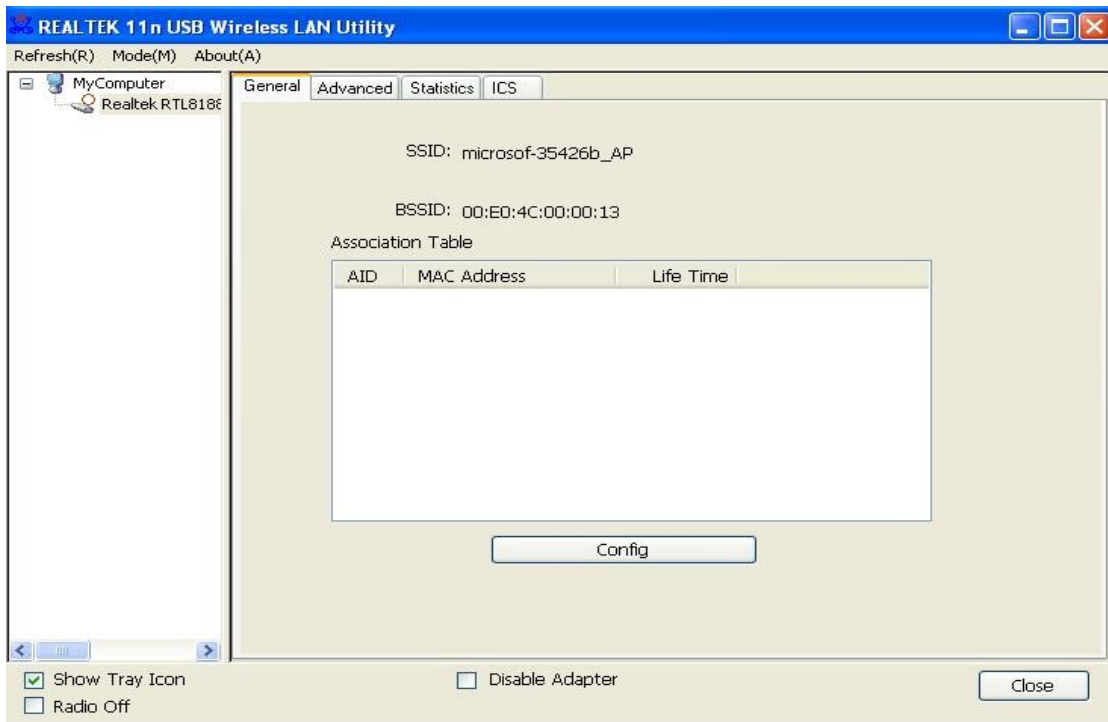 REALTEK 11n USB Wireless LAN Utility
Refresh(R) Mode(M) About(A)
MyComputer
Realtek RTL8188
General Advanced Statistics ICS
SSID: microsof-35426b_AP
BSSID: 00:E0:4C:00:00:13
Association Table
AID MAC Address Life Time
Config
Show Tray Icon
Radio Off
Disable Adapter
Close